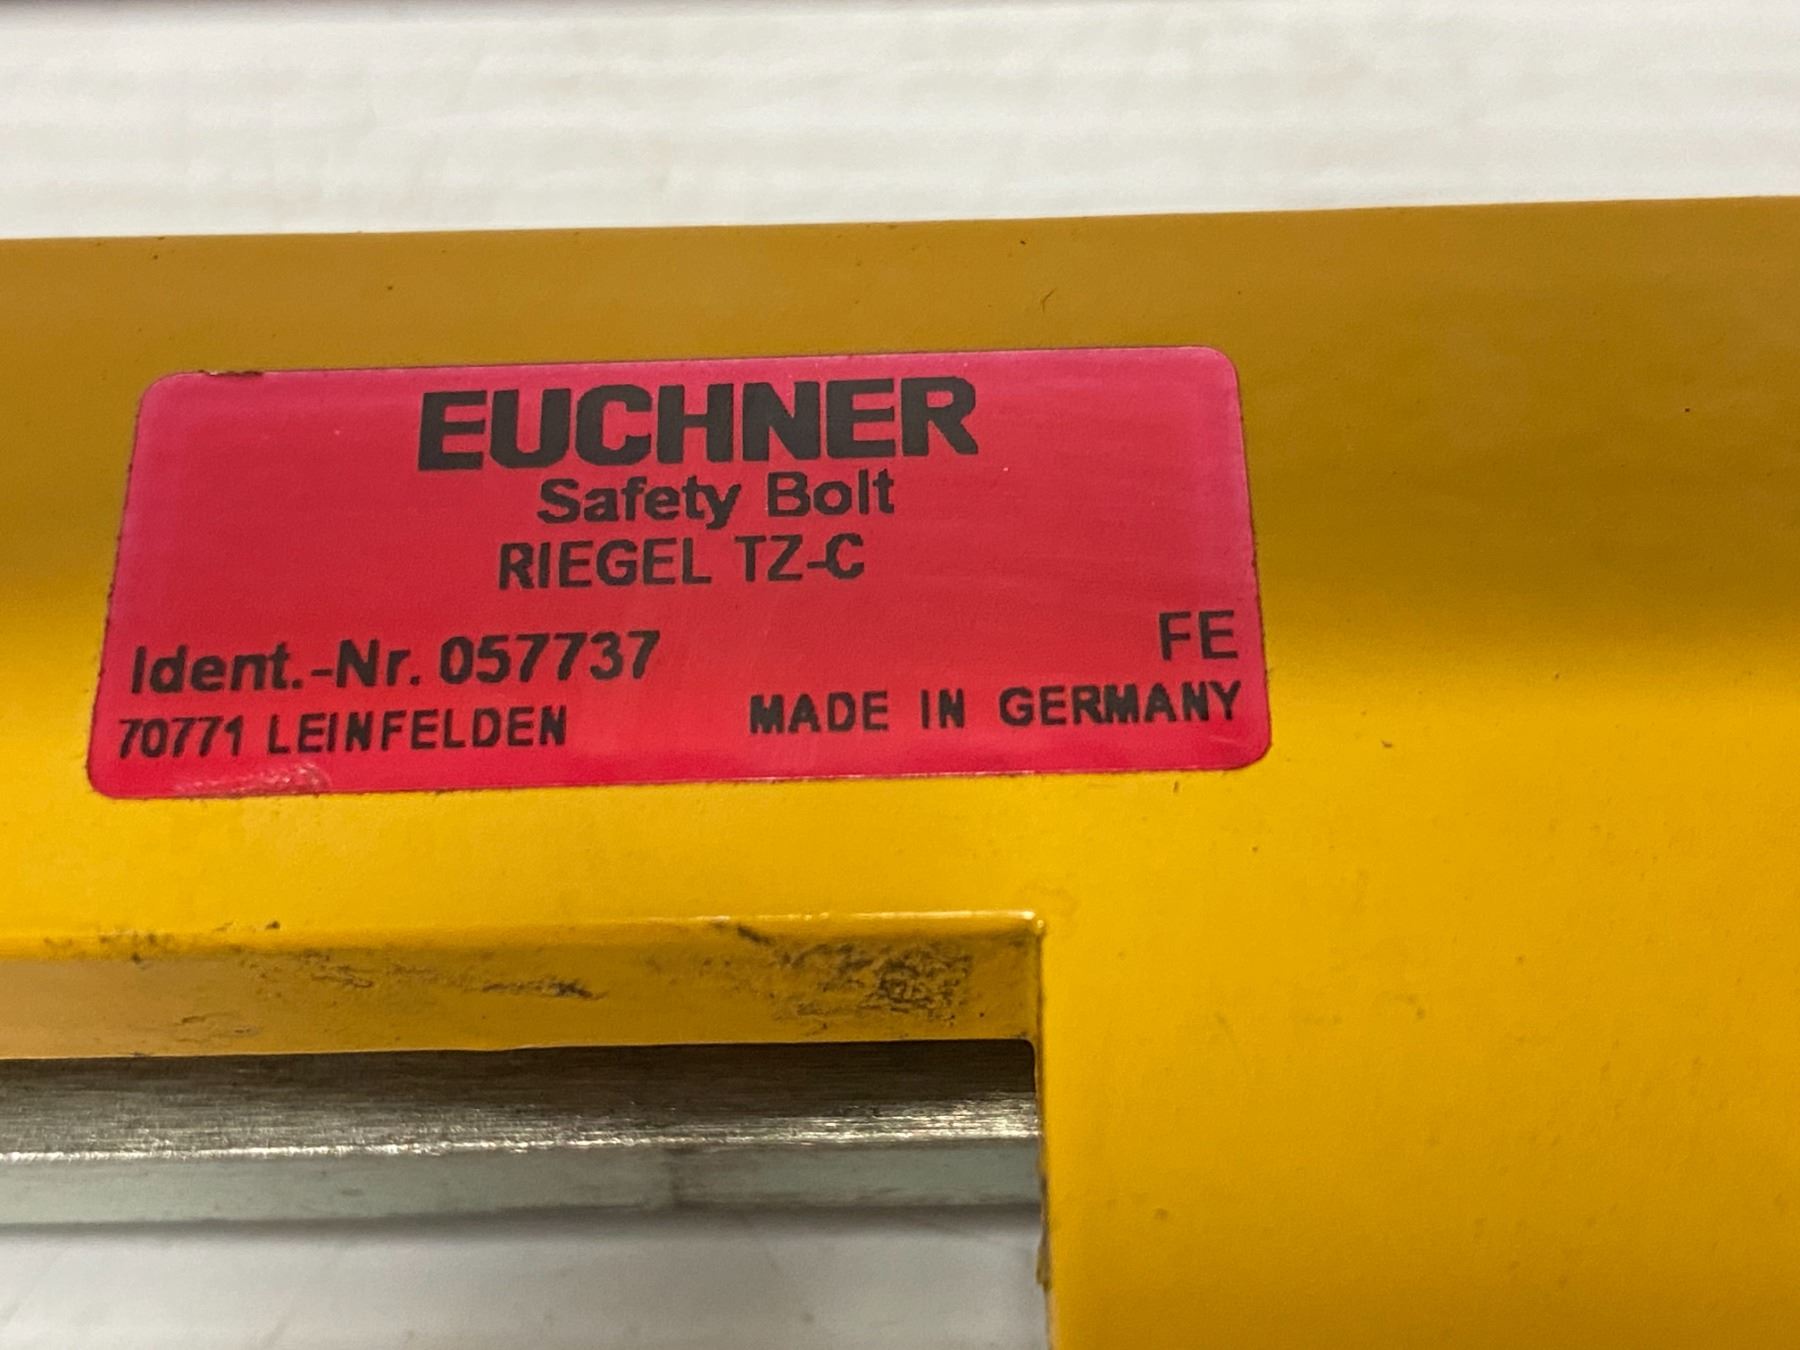 EUCHNER
Safety Bolt
RIEGEL TZ-C
FE
Ident.-Nr. 057737
70771 LEINFELDEN MADE IN GERMANY